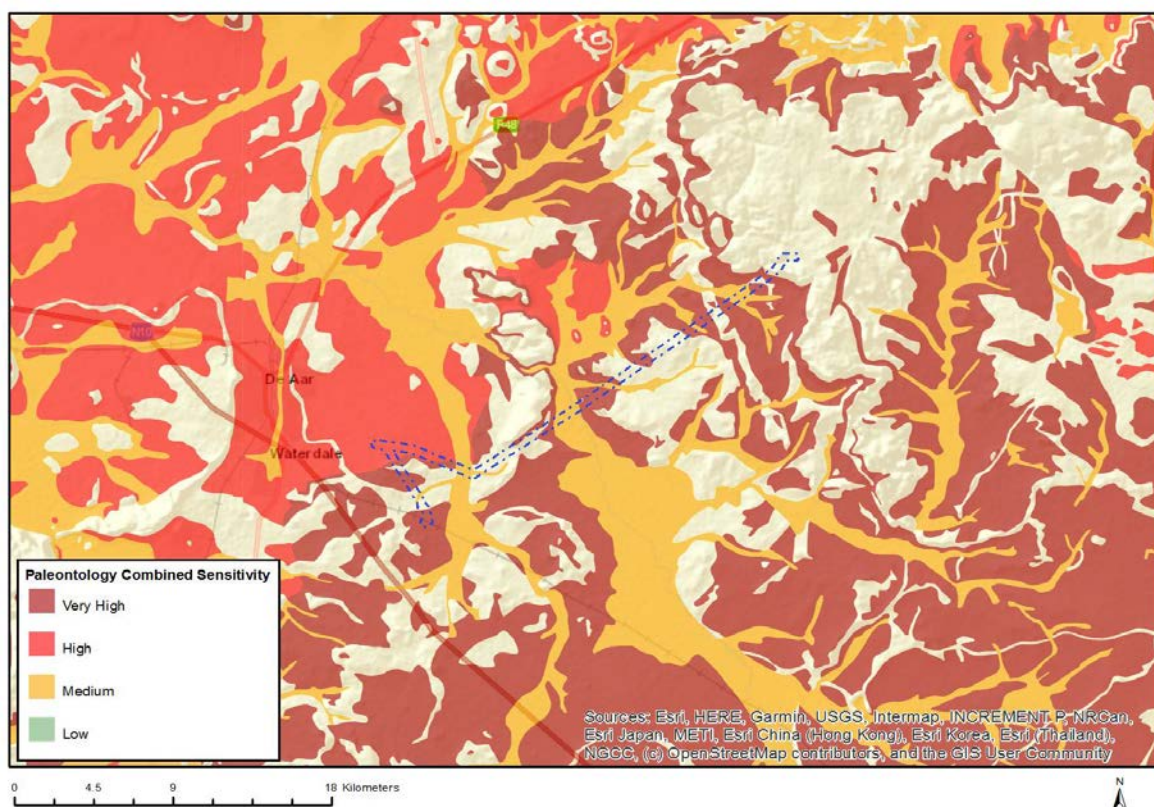 R48
N10
De Aar
Waterdale
Paleontology Combined Sensitivity
Very High
High
Medium
Low
Sources: Esri, HERE, Garmin, USGS, Intermap, INCREMENT P, NRCan,
Esri Japan, METI, Esri China (Hong Kong), Esri Korea, Esri (Thailand),
NGCC, (c) OpenStreetMap contributors, and the GIS User Community
0 4.5 9 18 Kilometers
N